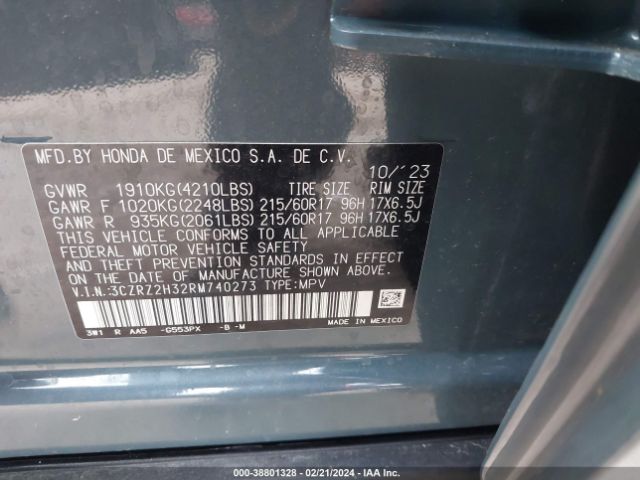 MFD.BY HONDA DE MEXICO S.A. DE C.V. 10/'23
GVWR 1910KG(4210LBS) TIRE SIZE RIM SIZE
GAWR F 1020KG(2248LBS) 215/60R17 96H 17X6.5J
GAWR R 935KG(2061LBS) 215/60R17 96H 17X6.5J
THIS VEHICLE CONFORMS TO ALL APPLICABLE
FEDERAL MOTOR VEHICLE SAFETY
AND THEFT PREVENTION STANDARDS IN EFFECT
ON THE DATE OF MANUFACTURE SHOWN ABOVE.
V.I.N.:3CZRZ2H32RM740273 TYPE:MPV
3W1 R AA5 -G553PX -B -M
MADE IN MEXICO
000-38801328 - 02/21/2024 - IAA Inc.